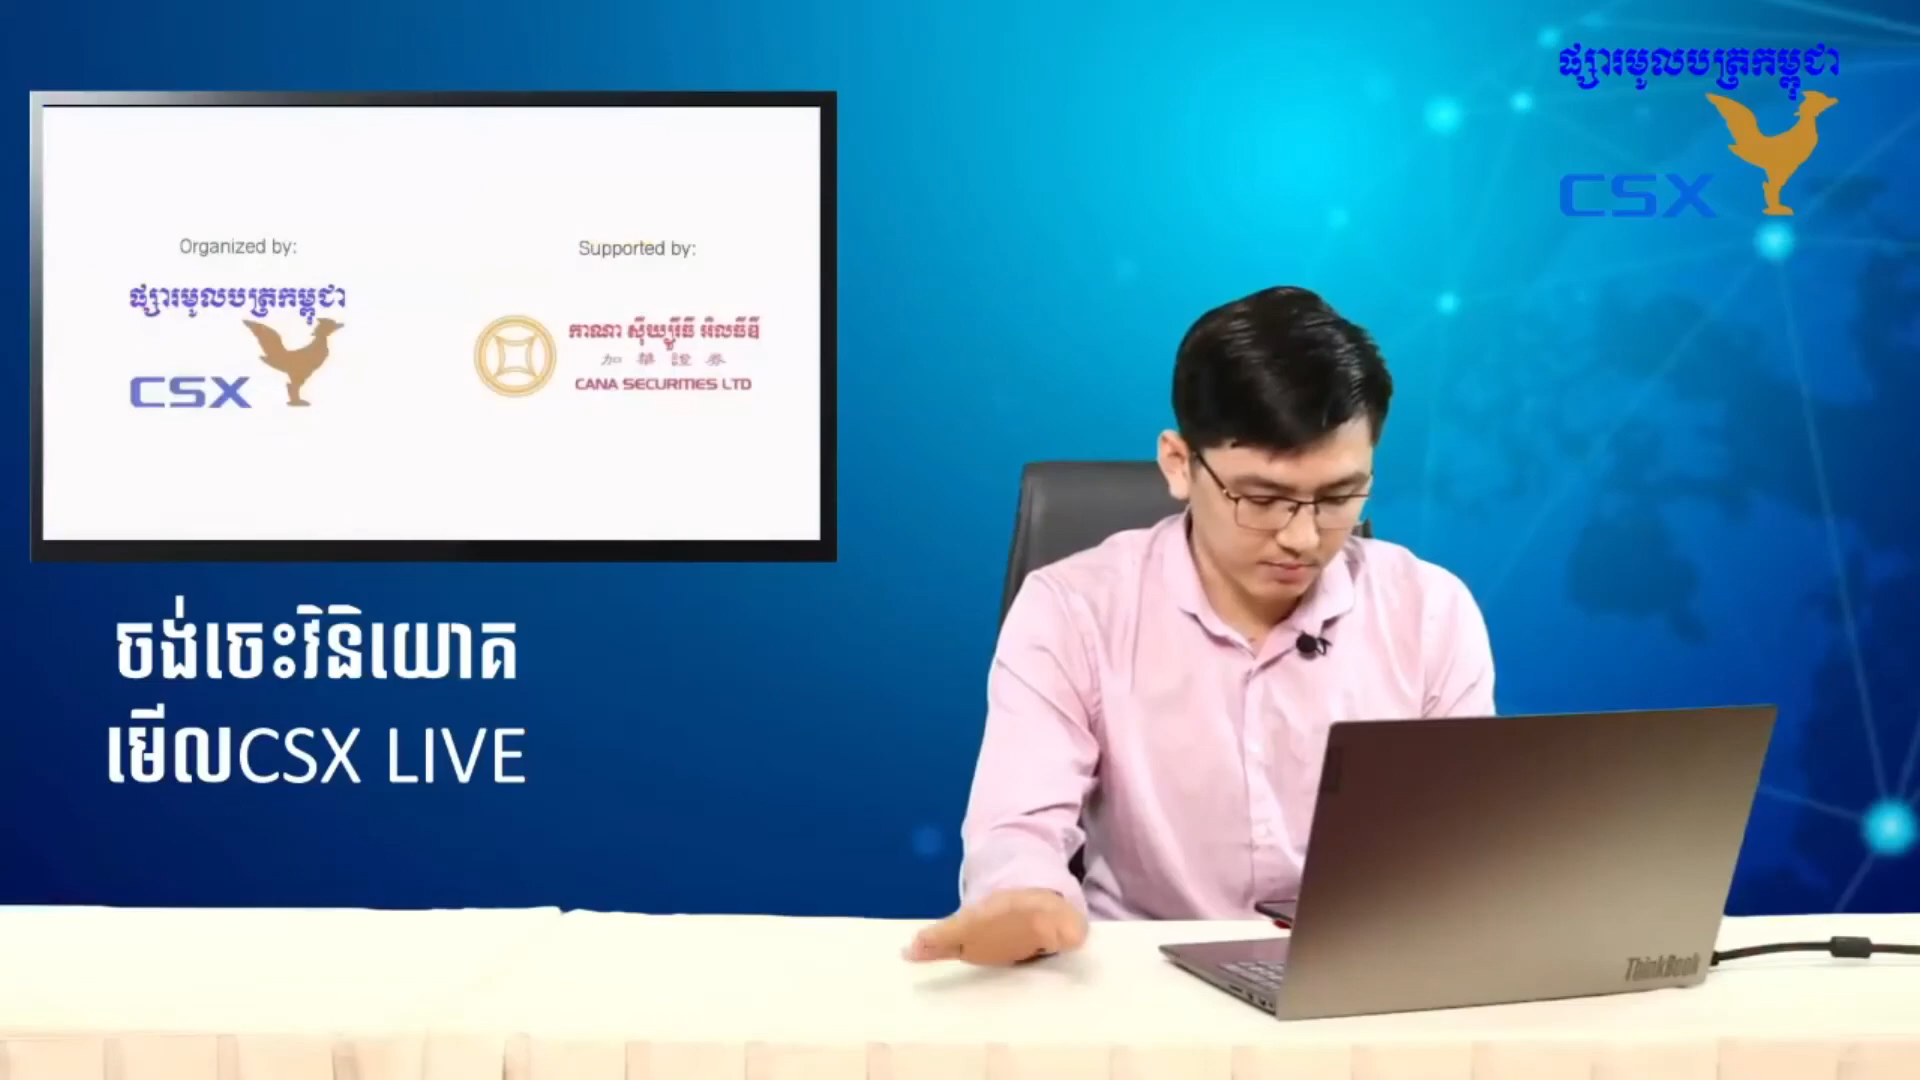 ផ្សារមូលបត្រកម្ពុជា
CSX
Organized by:
ផ្សារមូលបត្រកម្ពុជា
CSX
Supported by:
កាណា ស៊ីឃ្យួរីធី អិលធីឌី
加 華 證 券
CANA SECURITIES LTD
ចង់ចេះវិនិយោគ
មើលCSX LIVE
ThinkBook